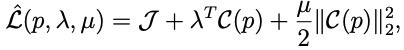 $\hat{\mathcal{L}}(p, \lambda, \mu) = \mathcal{J} + \lambda^T \mathcal{C}(p) + \frac{\mu}{2} \|\mathcal{C}(p)\|_2^2,$